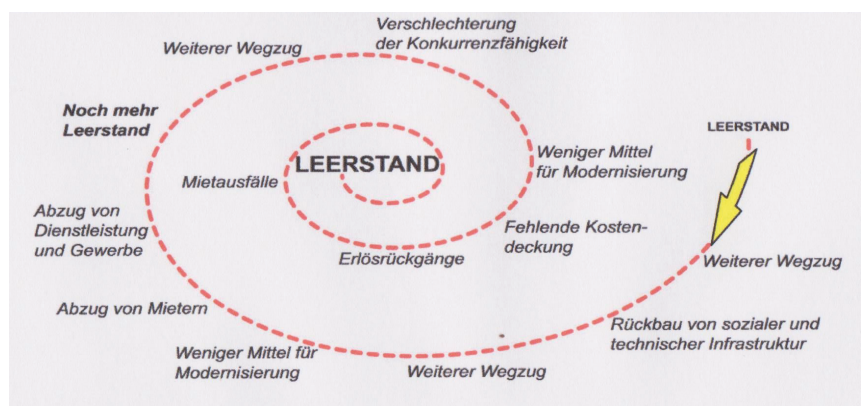 Verschlechterung
der Konkurrenzfähigkeit
Weiterer Wegzug
Noch mehr
Leerstand
LEERSTAND
LEERSTAND
Weniger Mittel
für Modernisierung
Mietausfälle
Abzug von
Dienstleistung
und Gewerbe
Fehlende Kosten-
deckung
Erlösrückgänge
Weiterer Wegzug
Abzug von Mietern
Rückbau von sozialer und
technischer Infrastruktur
Weniger Mittel für
Modernisierung
Weiterer Wegzug